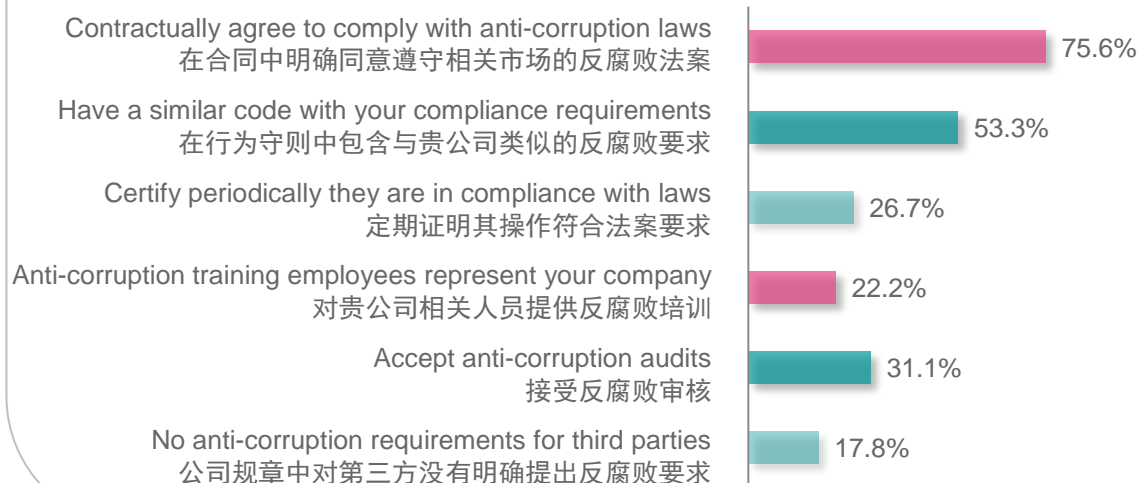 Contractually agree to comply with anti-corruption laws
在合同中明确同意遵守相关市场的反腐败法案
75.6%
Have a similar code with your compliance requirements
在行为守则中包含与贵公司类似的反腐败要求
53.3%
Certify periodically they are in compliance with laws
定期证明其操作符合法案要求
26.7%
Anti-corruption training employees represent your company
对贵公司相关人员提供反腐败培训
22.2%
Accept anti-corruption audits
接受反腐败审核
31.1%
No anti-corruption requirements for third parties
公司规章中对第三方没有明确提出反腐败要求
17.8%